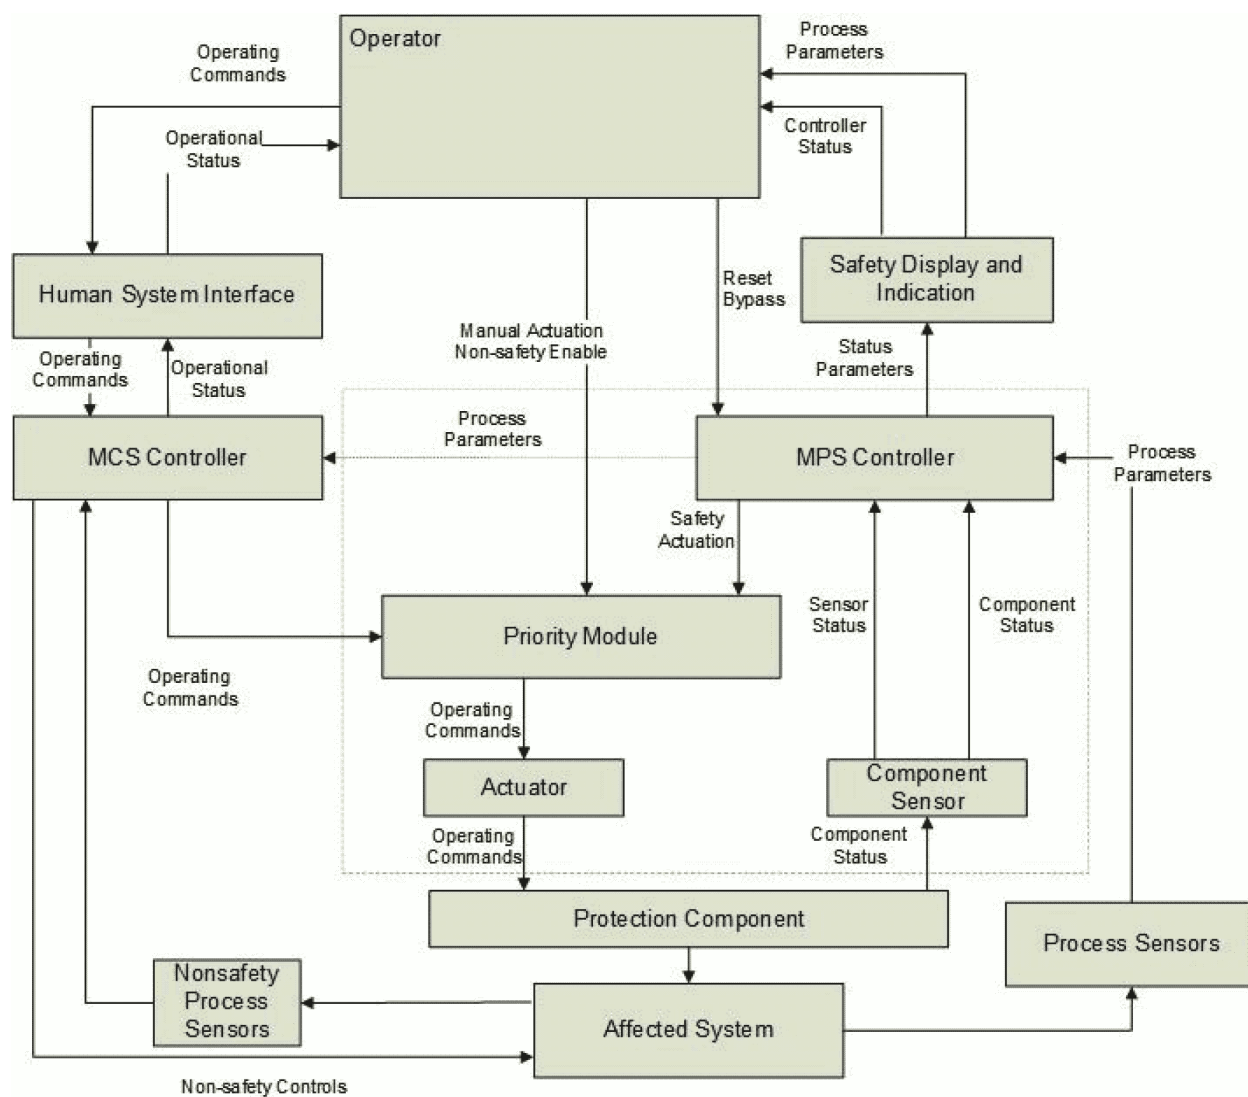 Operator
Process
Parameters
Operating
Commands
Operational
Status
Controller
Status
Human System Interface
Safety Display and
Indication
Reset
Bypass
Manual Actuation
Non-safety Enable
Operating
Commands
Operational
Status
Status
Parameters
MCS Controller
Process
Parameters
MPS Controller
Process
Parameters
Safety
Actuation
Sensor
Status
Component
Status
Priority Module
Operating
Commands
Operating
Commands
Actuator
Component
Sensor
Operating
Commands
Component
Status
Protection Component
Process Sensors
Nonsafety
Process
Sensors
Affected System
Non-safety Controls